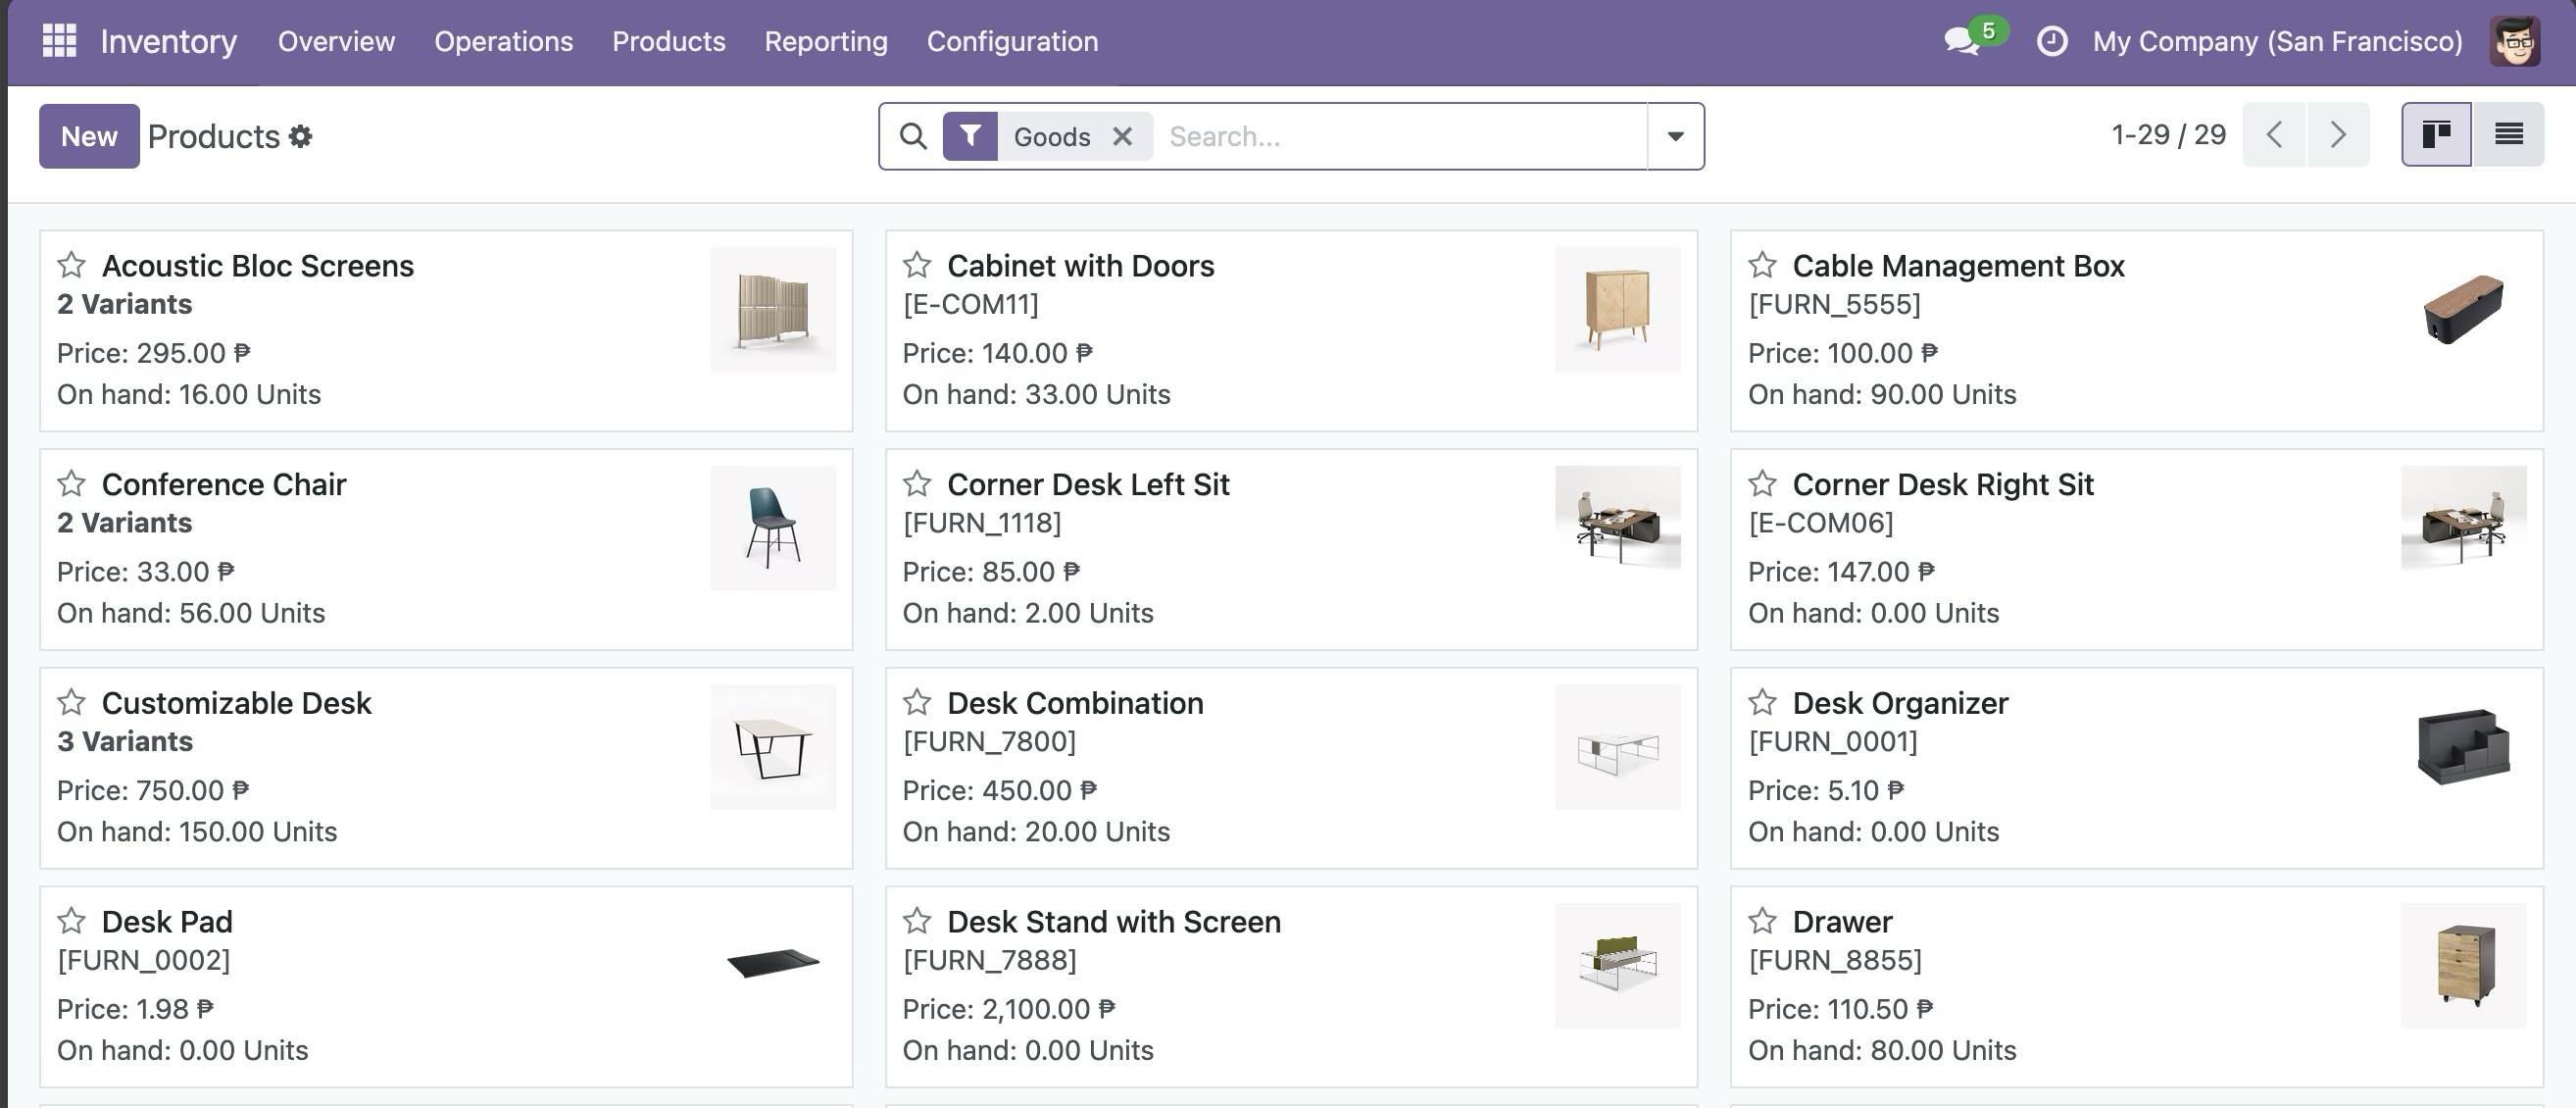 Inventory Overview Operations Products Reporting Configuration 5 My Company (San Francisco)
New Products Goods Search... 1-29 / 29
Acoustic Bloc Screens
2 Variants
Price: 295.00 ₱
On hand: 16.00 Units
Cabinet with Doors
[E-COM11]
Price: 140.00 ₱
On hand: 33.00 Units
Cable Management Box
[FURN_5555]
Price: 100.00 ₱
On hand: 90.00 Units
Conference Chair
2 Variants
Price: 33.00 ₱
On hand: 56.00 Units
Corner Desk Left Sit
[FURN_1118]
Price: 85.00 ₱
On hand: 2.00 Units
Corner Desk Right Sit
[E-COM06]
Price: 147.00 ₱
On hand: 0.00 Units
Customizable Desk
3 Variants
Price: 750.00 ₱
On hand: 150.00 Units
Desk Combination
[FURN_7800]
Price: 450.00 ₱
On hand: 20.00 Units
Desk Organizer
[FURN_0001]
Price: 5.10 ₱
On hand: 0.00 Units
Desk Pad
[FURN_0002]
Price: 1.98 ₱
On hand: 0.00 Units
Desk Stand with Screen
[FURN_7888]
Price: 2,100.00 ₱
On hand: 0.00 Units
Drawer
[FURN_8855]
Price: 110.50 ₱
On hand: 80.00 Units